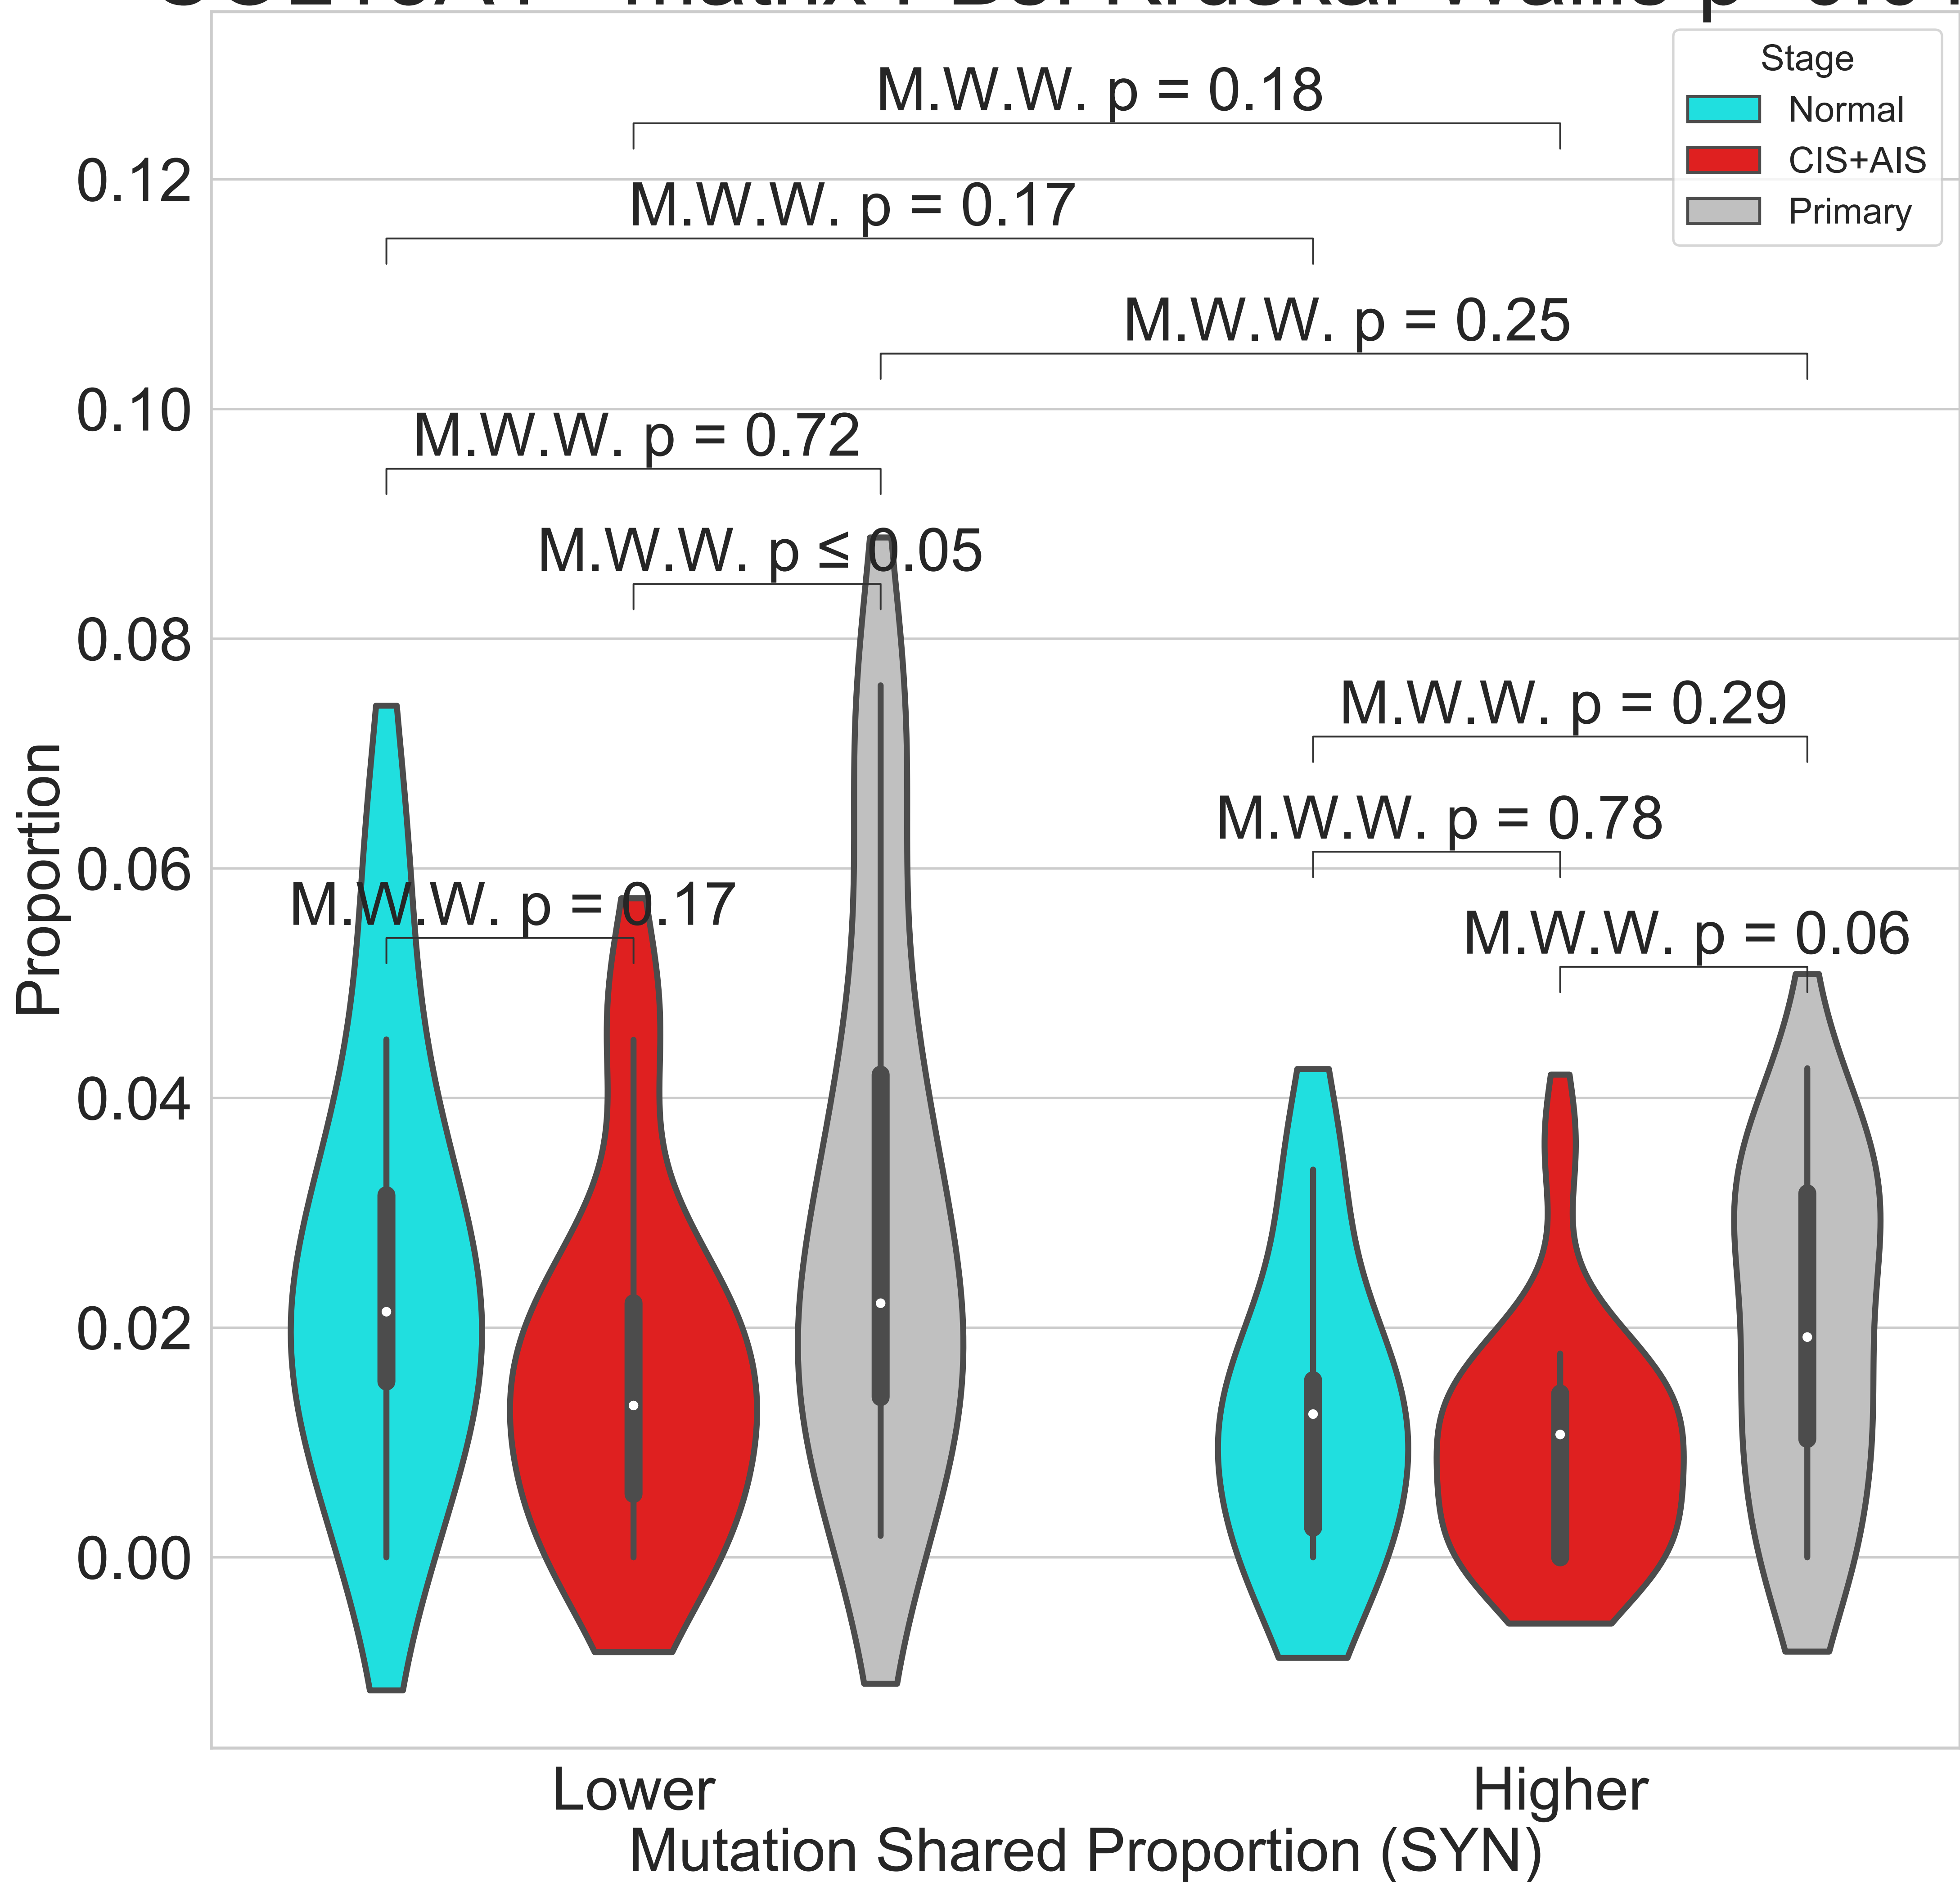 Stage
Normal
CIS+AIS
Primary
M.W.W. p = 0.18
M.W.W. p = 0.17
M.W.W. p = 0.25
M.W.W. p = 0.72
M.W.W. p ≤ 0.05
M.W.W. p = 0.29
M.W.W. p = 0.78
M.W.W. p = 0.17
M.W.W. p = 0.06
0.12
0.10
0.08
0.06
0.04
0.02
0.00
Proportion
Lower
Higher
Mutation Shared Proportion (SYN)